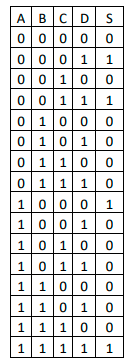 A B C D S
0 0 0 0 0
0 0 0 1 1
0 0 1 0 0
0 0 1 1 1
0 1 0 0 0
0 1 0 1 0
0 1 1 0 0
0 1 1 1 0
1 0 0 0 1
1 0 0 1 0
1 0 1 0 0
1 0 1 1 0
1 1 0 0 0
1 1 0 1 0
1 1 1 0 0
1 1 1 1 1